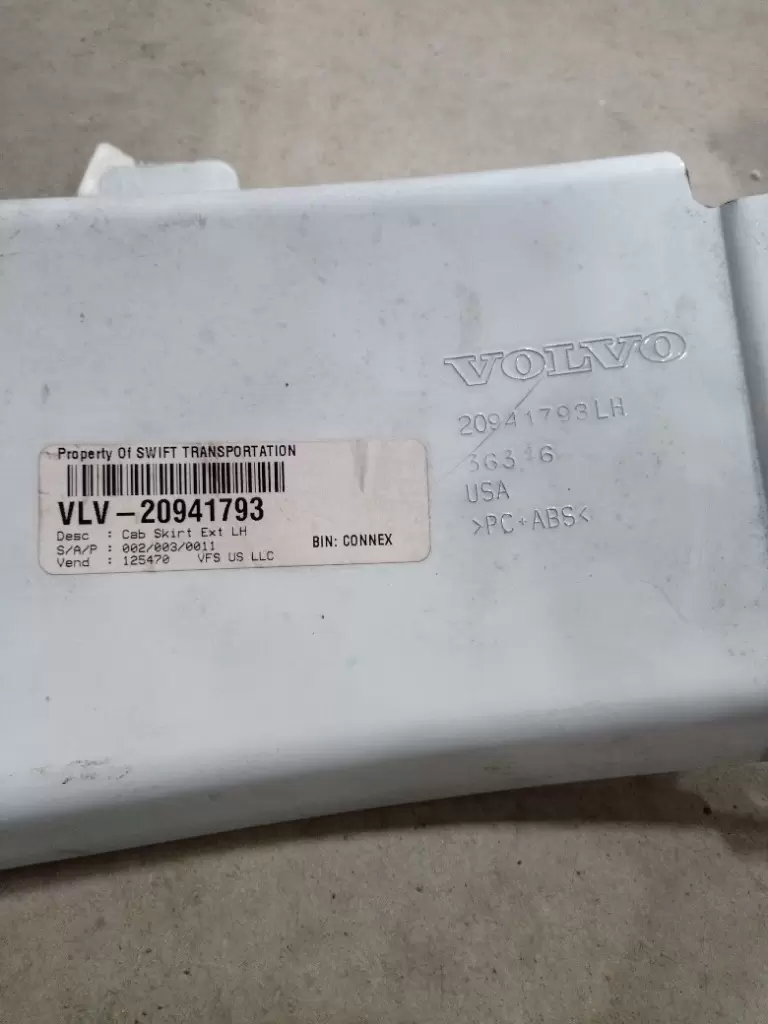 Property Of SWIFT TRANSPORTATION
VLV-20941793
Desc : Cab Skirt Ext LH
S/A/P : 002/003/0011
BIN: CONNEX
Vend : 125470 VFS US LLC
VOLVO
20941793LH
36316
USA
>PC+ABS<